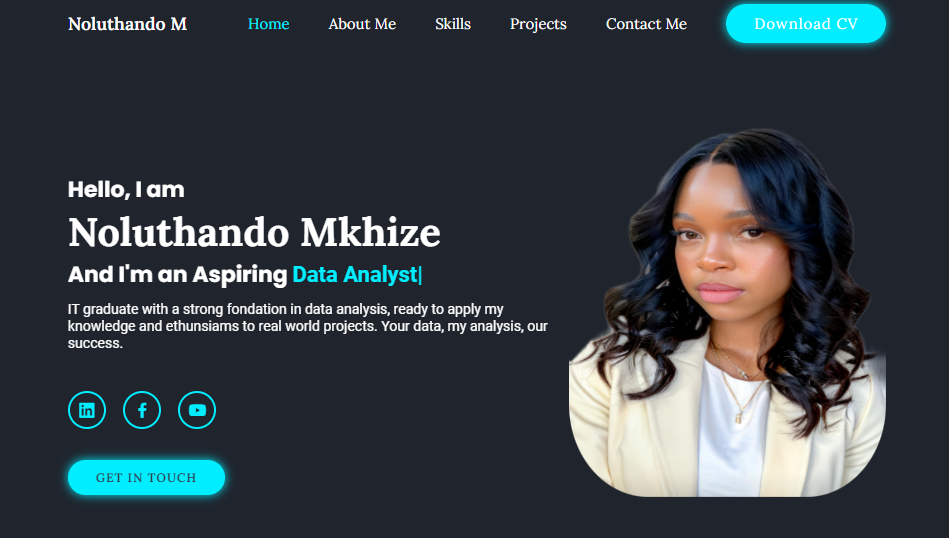 Noluthando M
Home
About Me
Skills
Projects
Contact Me
Download CV
Hello, I am
Noluthando Mkhize
And I'm an Aspiring Data Analyst|
IT graduate with a strong fondation in data analysis, ready to apply my
knowledge and ethunsiams to real world projects. Your data, my analysis, our
success.
in
f
GET IN TOUCH